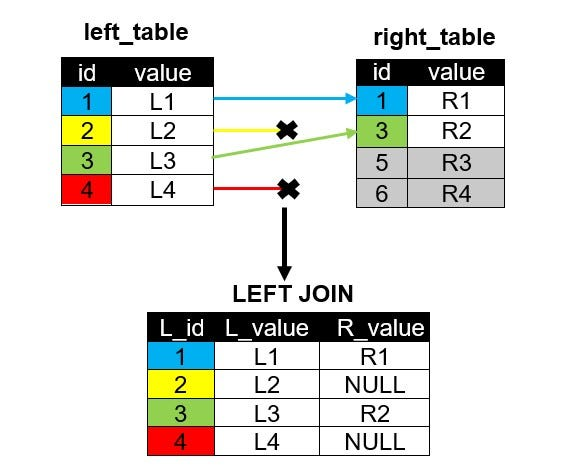 left_table
id value
1 L1
2 L2
3 L3
4 L4
right_table
id value
1 R1
3 R2
5 R3
6 R4
LEFT JOIN
L_id L_value R_value
1 L1 R1
2 L2 NULL
3 L3 R2
4 L4 NULL